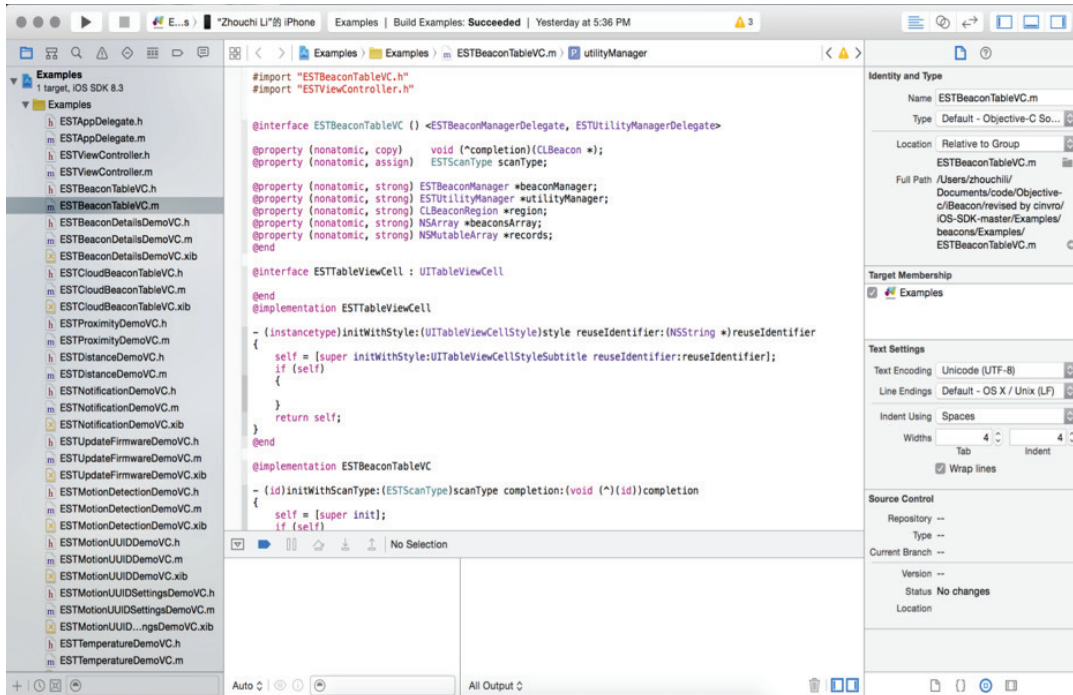 E...s
"Zhouchi Li"的 iPhone
Examples | Build Examples: Succeeded | Yesterday at 5:36 PM
3
Examples
Examples
ESTBeaconTableVC.m
P utilityManager
Examples
1 target, iOS SDK 8.3
Examples
h ESTAppDelegate.h
m ESTAppDelegate.m
h ESTViewController.h
m ESTViewController.m
h ESTBeaconTableVC.h
m ESTBeaconTableVC.m
h ESTBeaconDetailsDemoVC.h
m ESTBeaconDetailsDemoVC.m
ESTBeaconDetailsDemoVC.xib
h ESTCloudBeaconTableVC.h
m ESTCloudBeaconTableVC.m
ESTCloudBeaconTableVC.xib
h ESTProximityDemoVC.h
m ESTProximityDemoVC.m
h ESTDistanceDemoVC.h
m ESTDistanceDemoVC.m
h ESTNotificationDemoVC.h
m ESTNotificationDemoVC.m
ESTNotificationDemoVC.xib
h ESTUpdateFirmwareDemoVC.h
m ESTUpdateFirmwareDemoVC.m
ESTUpdateFirmwareDemoVC.xib
h ESTMotionDetectionDemoVC.h
m ESTMotionDetectionDemoVC.m
ESTMotionDetectionDemoVC.xib
h ESTMotionUUIDDemoVC.h
m ESTMotionUUIDDemoVC.m
ESTMotionUUIDDemoVC.xib
h ESTMotionUUIDSettingsDemoVC.h
m ESTMotionUUIDSettingsDemoVC.m
ESTMotionUUID...ngsDemoVC.xib
h ESTTemperatureDemoVC.h
m ESTTemperatureDemoVC.m
#import "ESTBeaconTableVC.h"
#import "ESTViewController.h"
@interface ESTBeaconTableVC () <ESTBeaconManagerDelegate, ESTUtilityManagerDelegate>
@property (nonatomic, copy) void (^completion)(CLBeacon *);
@property (nonatomic, assign) ESTScanType scanType;
@property (nonatomic, strong) ESTBeaconManager *beaconManager;
@property (nonatomic, strong) ESTUtilityManager *utilityManager;
@property (nonatomic, strong) CLBeaconRegion *region;
@property (nonatomic, strong) NSArray *beaconsArray;
@property (nonatomic, strong) NSMutableArray *records;
@end
@interface ESTTableViewCell : UITableViewCell
@end
@implementation ESTTableViewCell
- (instancetype)initWithStyle:(UITableViewCellStyle)style reuseIdentifier:(NSString *)reuseIdentifier
{
self = [super initWithStyle:UITableViewCellStyleSubtitle reuseIdentifier:reuseIdentifier];
if (self)
{
}
return self;
}
@end
@implementation ESTBeaconTableVC
- (id)initWithScanType:(ESTScanType)scanType completion:(void (^)(id))completion
{
self = [super init];
if (self)
No Selection
Auto
All Output
Identity and Type
Name ESTBeaconTableVC.m
Type Default - Objective-C So...
Location Relative to Group
ESTBeaconTableVC.m
Full Path /Users/zhouchili/
Documents/code/Objective-
c/iBeacon/revised by cinvro/
iOS-SDK-master/Examples/
beacons/Examples/
ESTBeaconTableVC.m
Target Membership
Examples
Text Settings
Text Encoding Unicode (UTF-8)
Line Endings Default - OS X / Unix (LF)
Indent Using Spaces
Widths 4 4
Tab Indent
Wrap lines
Source Control
Repository --
Type --
Current Branch --
Version --
Status No changes
Location